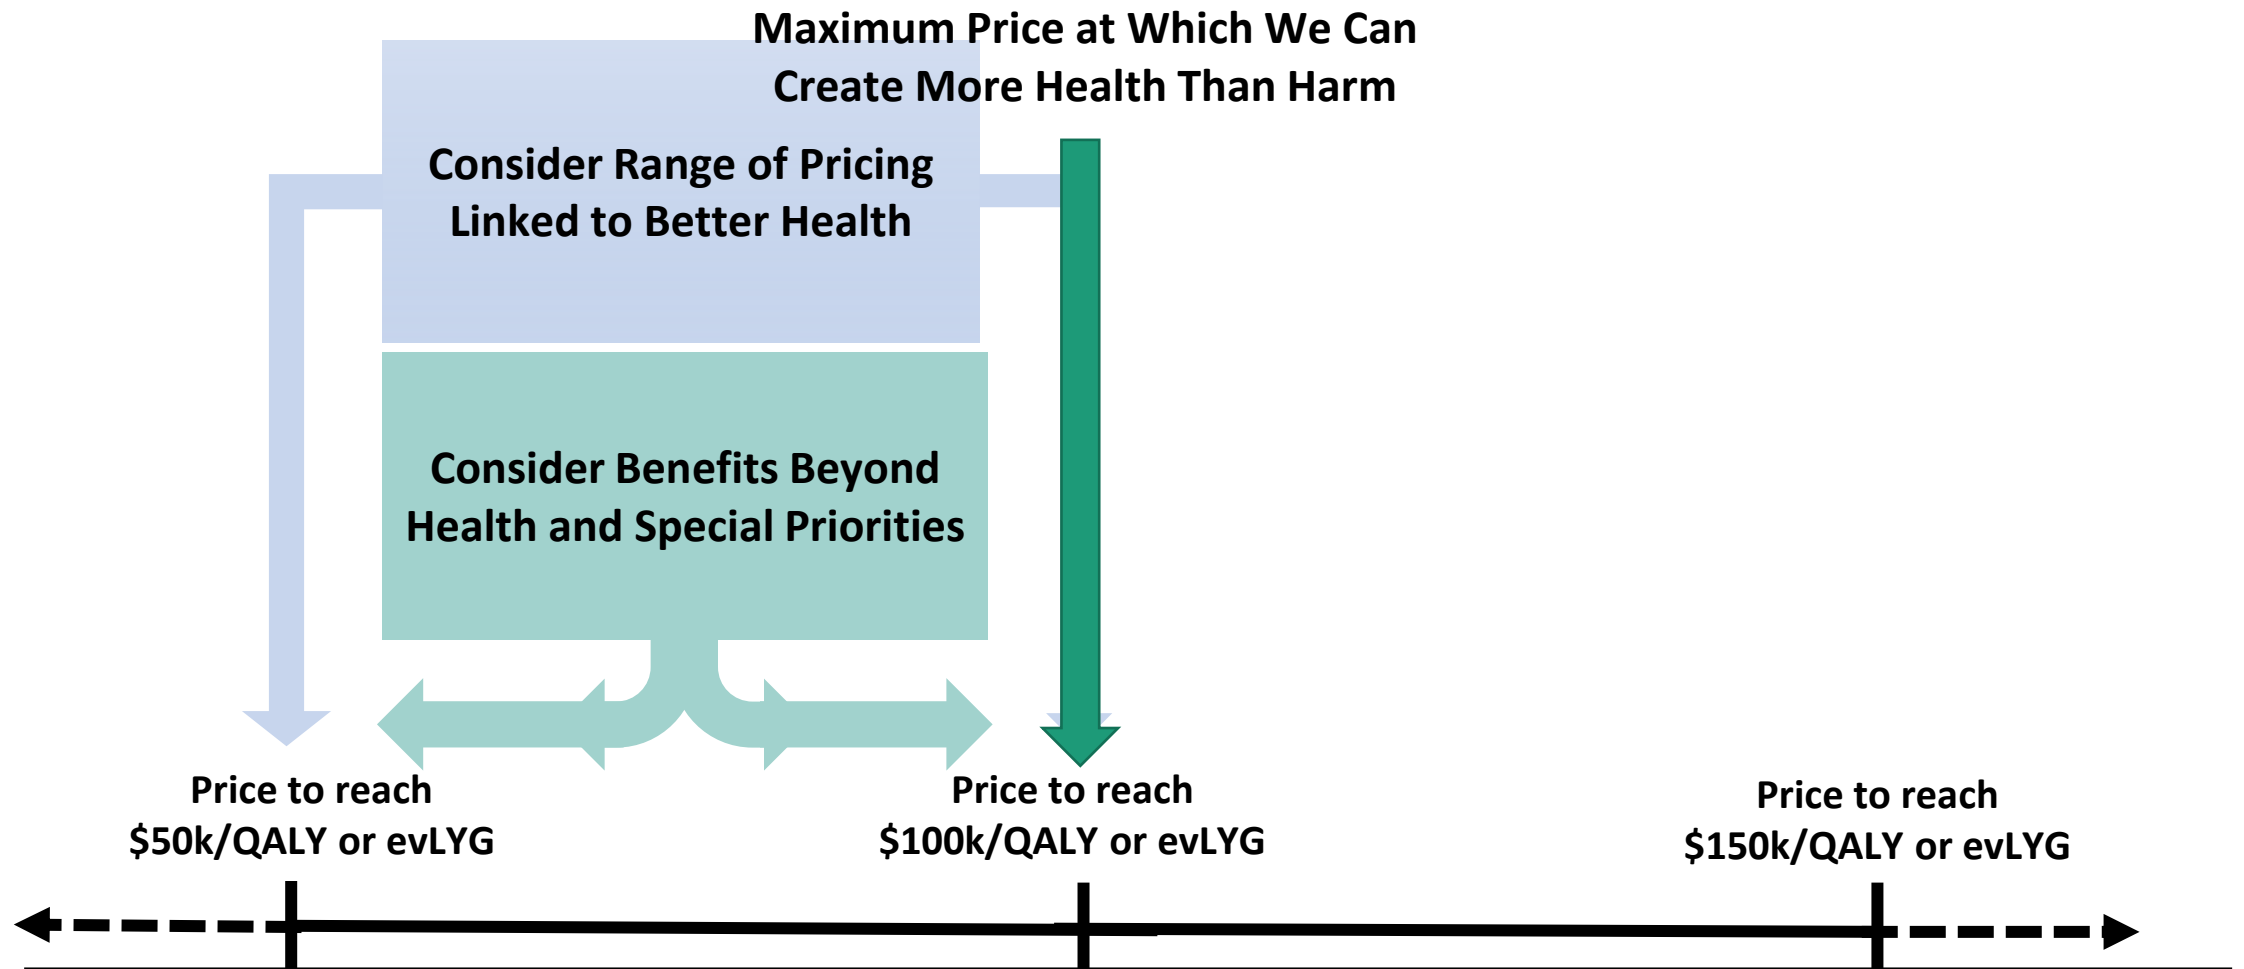 Maximum Price at Which We Can
Create More Health Than Harm
Consider Range of Pricing
Linked to Better Health
Consider Benefits Beyond
Health and Special Priorities
Price to reach
$50k/QALY or evLYG
Price to reach
$100k/QALY or evLYG
Price to reach
$150k/QALY or evLYG